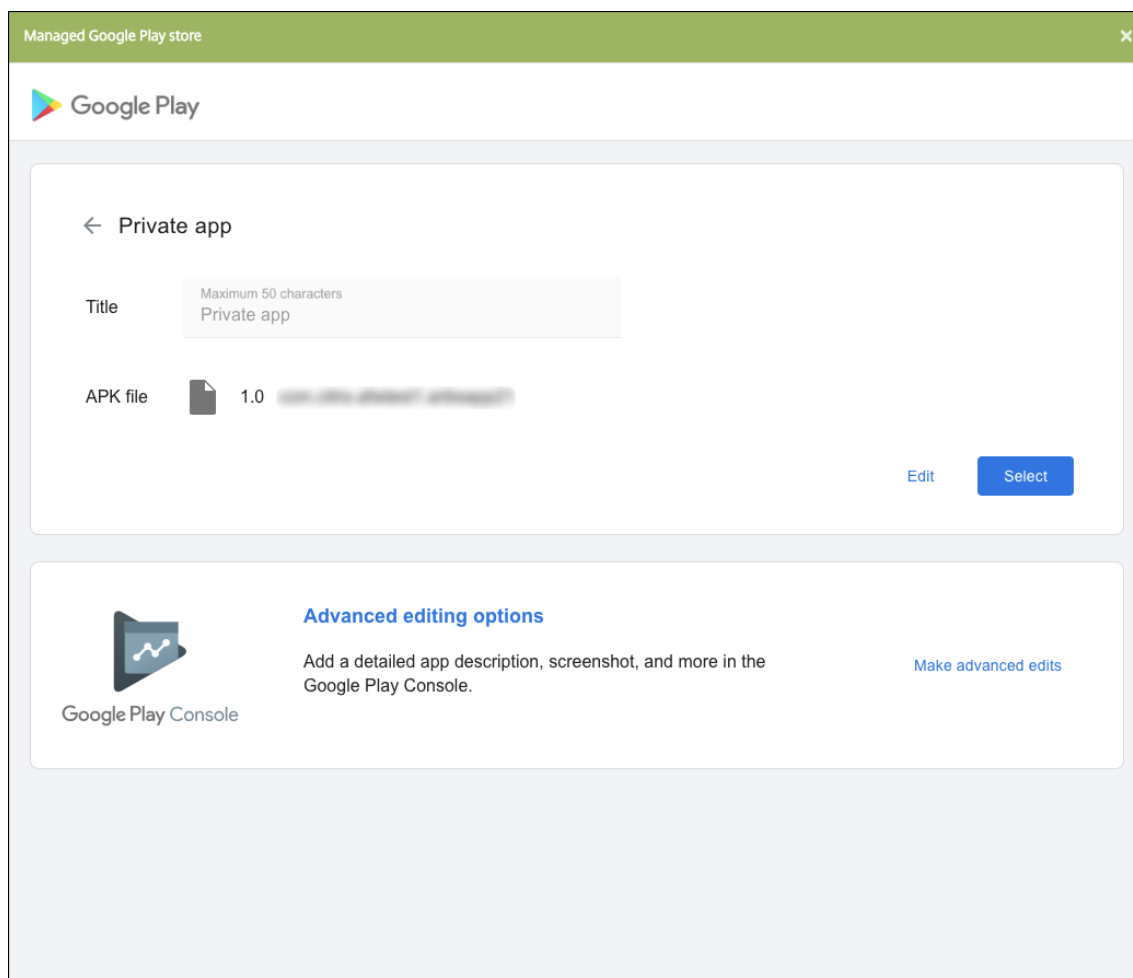 Managed Google Play store
Google Play
Private app
Title
Maximum 50 characters
Private app
APK file
1.0
Edit
Select
Advanced editing options
Add a detailed app description, screenshot, and more in the
Google Play Console.
Make advanced edits
Google Play Console